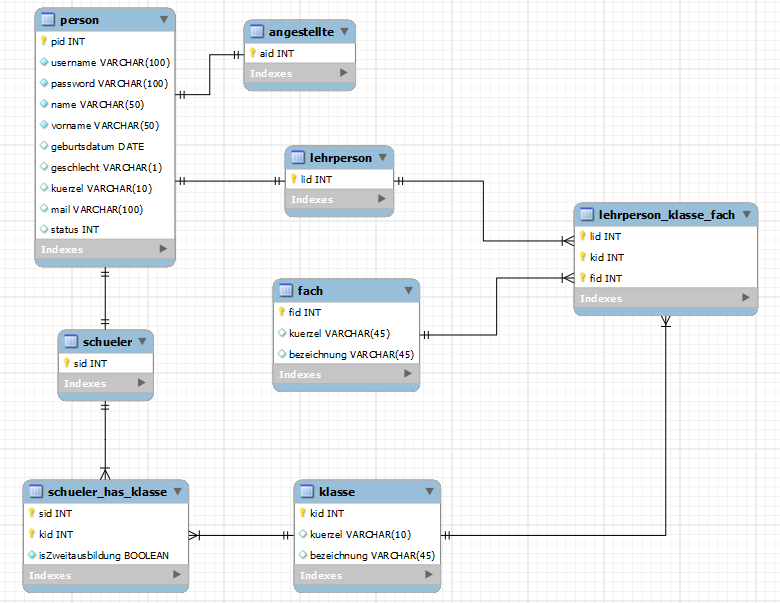 person
pid INT
username VARCHAR(100)
password VARCHAR(100)
name VARCHAR(50)
vorname VARCHAR(50)
geburtsdatum DATE
geschlecht VARCHAR(1)
kuerzel VARCHAR(10)
mail VARCHAR(100)
status INT
Indexes
angestellte
aid INT
Indexes
lehrperson
lid INT
Indexes
lehrperson_klasse_fach
lid INT
kid INT
fid INT
Indexes
fach
fid INT
kuerzel VARCHAR(45)
bezeichnung VARCHAR(45)
Indexes
schueler
sid INT
Indexes
schueler_has_klasse
sid INT
kid INT
isZweitausbildung BOOLEAN
Indexes
klasse
kid INT
kuerzel VARCHAR(10)
bezeichnung VARCHAR(45)
Indexes